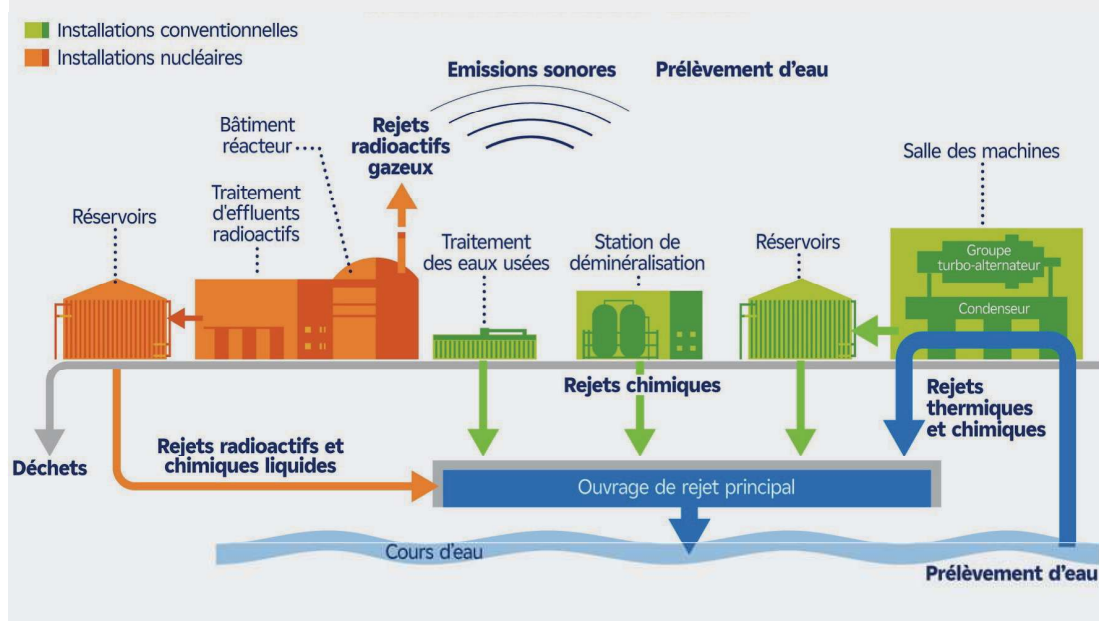 Installations conventionnelles
Installations nucléaires
Emissions sonores
Prélèvement d'eau
Bâtiment
réacteur
Rejets
radioactifs
gazeux
Salle des machines
Traitement
d'effluents
radioactifs
Réservoirs
Traitement
des eaux usées
Station de
déminéralisation
Réservoirs
Groupe
turbo-alternateur
Condenseur
Rejets chimiques
Rejets
thermiques
et chimiques
Déchets
Rejets radioactifs et
chimiques liquides
Ouvrage de rejet principal
Cours d'eau
Prélèvement d'eau